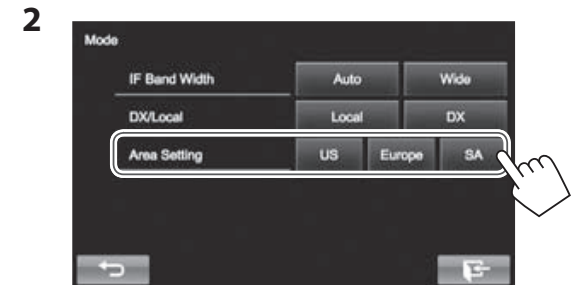 2
Mode
IF Band Width Auto Wide
DX/Local Local DX
Area Setting US Europe SA